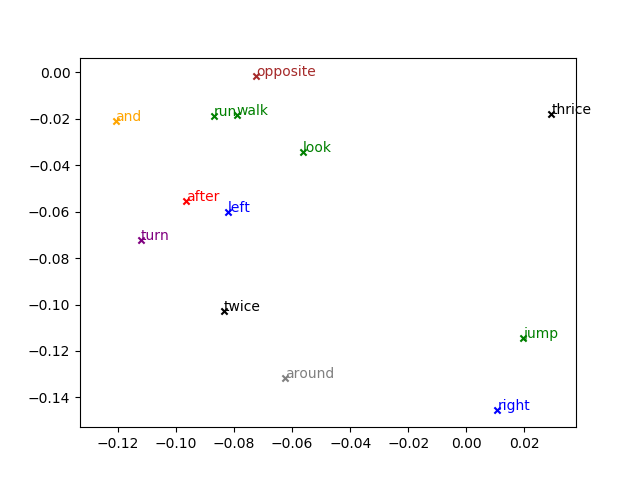 0.00
−0.02
−0.04
−0.06
−0.08
−0.10
−0.12
−0.14
opposite
and
run
walk
thrice
look
after
left
turn
twice
jump
around
right
−0.12 −0.10 −0.08 −0.06 −0.04 −0.02 0.00 0.02